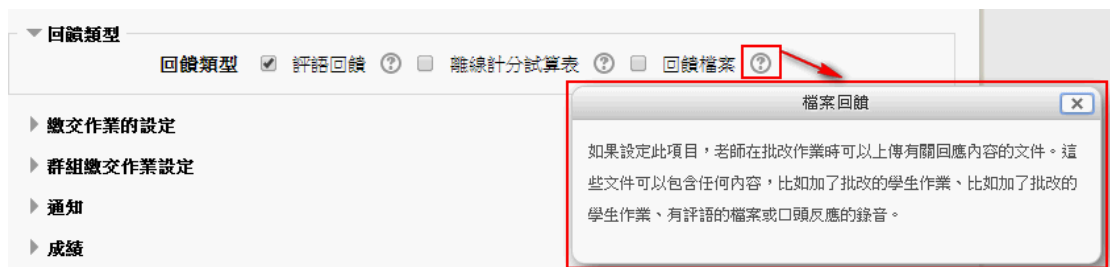 回饋類型
回饋類型 評語回饋 離線計分試算表 回饋檔案
檔案回饋
如果設定此項目，老師在批改作業時可以上傳有關回應內容的文件。這
些文件可以包含任何內容，比如加了批改的學生作業、比如加了批改的
學生作業、有評語的檔案或口頭反應的錄音。
繳交作業的設定
群組繳交作業設定
通知
成績